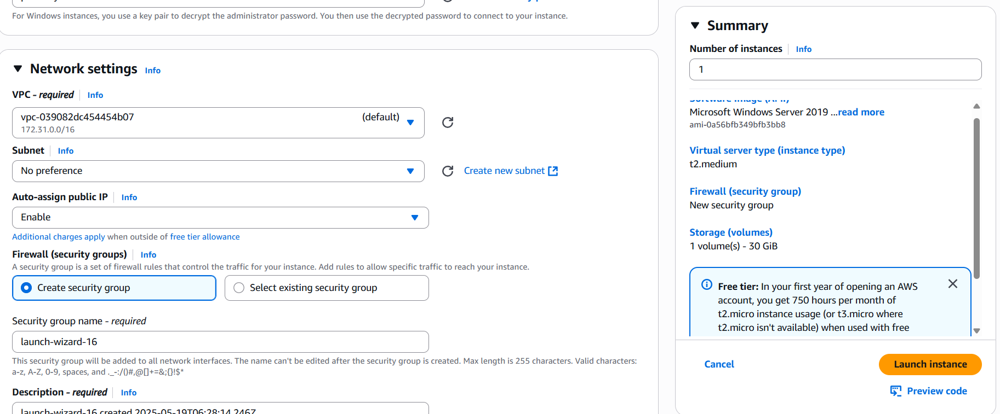 For Windows instances, you use a key pair to decrypt the administrator password. You then use the decrypted password to connect to your instance.
Network settings Info
VPC - required Info
vpc-039082dc454454b07 (default)
172.31.0.0/16
Subnet Info
No preference
Create new subnet
Auto-assign public IP Info
Enable
Additional charges apply when outside of free tier allowance
Firewall (security groups) Info
A security group is a set of firewall rules that control the traffic for your instance. Add rules to allow specific traffic to reach your instance.
Create security group
Select existing security group
Security group name - required
launch-wizard-16
This security group will be added to all network interfaces. The name can't be edited after the security group is created. Max length is 255 characters. Valid characters:
a-z, A-Z, 0-9, spaces, and ._-:/()#,@[]+=&;{}!$*
Description - required Info
launch-wizard-16 created 2025-05-19T06:28:14.246Z
Summary
Number of instances Info
1
Software Image (AMI)
Microsoft Windows Server 2019 ...read more
ami-0a56bfb349bfb3bb8
Virtual server type (instance type)
t2.medium
Firewall (security group)
New security group
Storage (volumes)
1 volume(s) - 30 GiB
Free tier: In your first year of opening an AWS
account, you get 750 hours per month of
t2.micro instance usage (or t3.micro where
t2.micro isn't available) when used with free
Cancel
Launch instance
Preview code